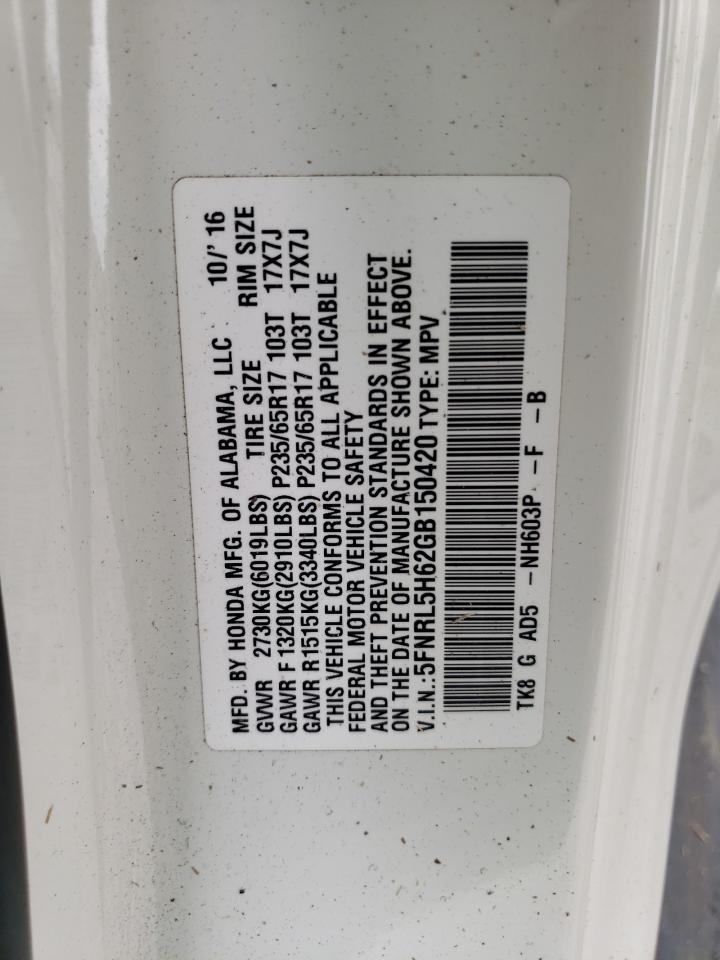 MFD. BY HONDA MFG. OF ALABAMA, LLC 10/' 16
GVWR 2730KG(6019LBS) TIRE SIZE RIM SIZE
GAWR F 1320KG(2910LBS) P235/65R17 103T 17X7J
GAWR R1515KG(3340LBS) P235/65R17 103T 17X7J
THIS VEHICLE CONFORMS TO ALL APPLICABLE
FEDERAL MOTOR VEHICLE SAFETY
AND THEFT PREVENTION STANDARDS IN EFFECT
ON THE DATE OF MANUFACTURE SHOWN ABOVE.
V.I.N.:5FNRL5H62GB150420 TYPE: MPV
TK8 G AD5 -NH603P -F -B